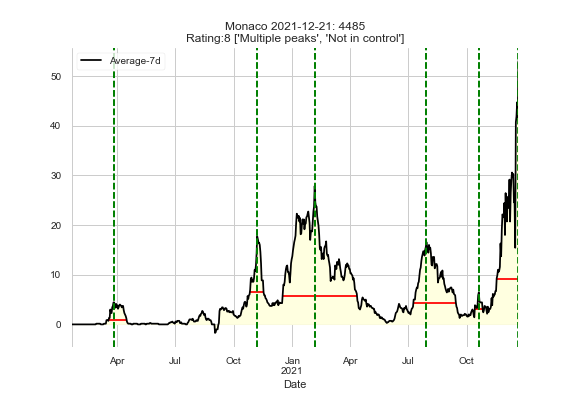 Monaco 2021-12-21: 4485
Rating:8 ['Multiple peaks', 'Not in control']
Average-7d
50
40
30
20
10
0
Apr
Jul
Oct
Jan
2021
Apr
Jul
Oct
Date